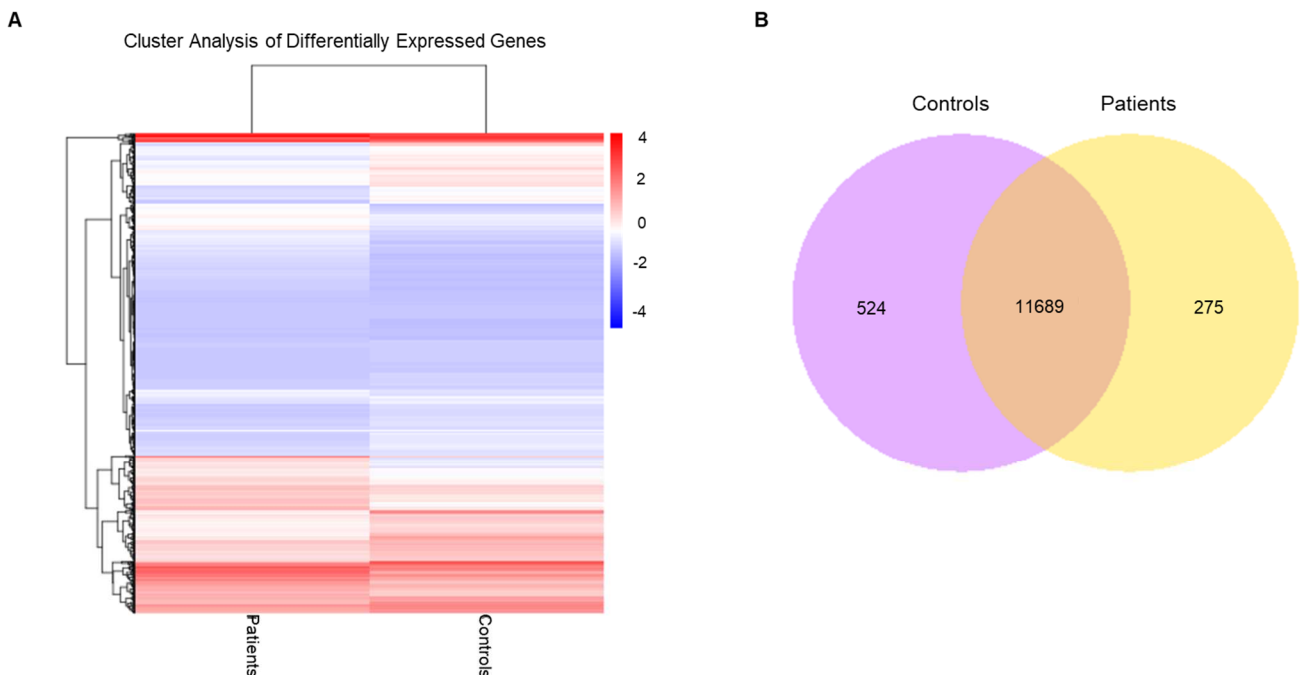 A
Cluster Analysis of Differentially Expressed Genes
4
2
0
-2
-4
Patients
Controls
B
Controls
Patients
524
11689
275